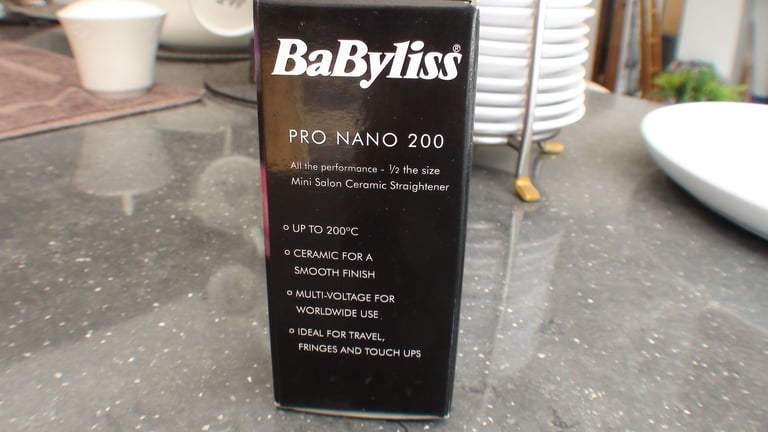 BaByliss®
PRO NANO 200
All the performance - 1/2 the size
Mini Salon Ceramic Straightener
UP TO 200°C
CERAMIC FOR A
SMOOTH FINISH
MULTI-VOLTAGE FOR
WORLDWIDE USE
IDEAL FOR TRAVEL,
FRINGES AND TOUCH UPS